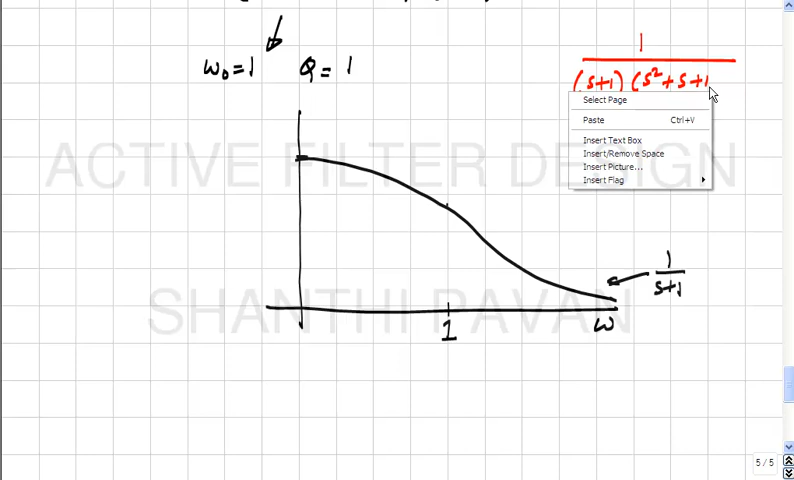 ω₀=1 Q = 1
1
(s+1) (s²+s+1
Select Page
Paste Ctrl+V
Insert Text Box
Insert/Remove Space
Insert Picture...
Insert Flag
ACTIVE FILTER DESIGN
1
s+1
SHANTHI PAVAN
1
ω
5 / 5